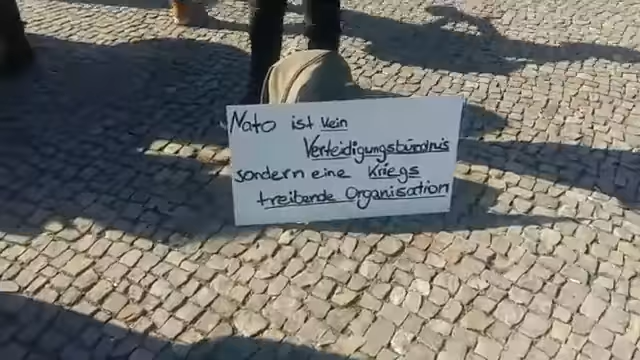 Nato ist kein
Verteidigungsbündnis
sondern eine Kriegs
treibende Organisation